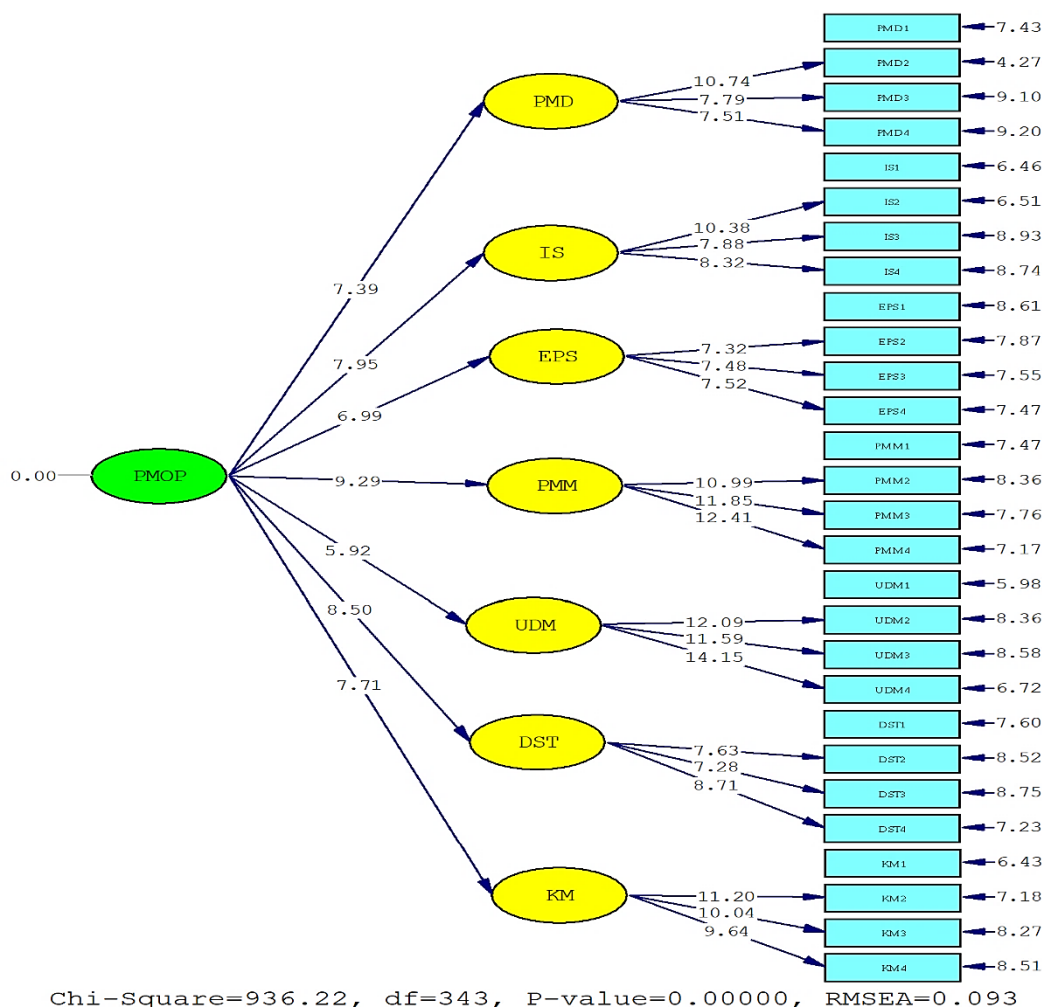 PMD1 7.43
PMD2 4.27
10.74
PMD 7.79 PMD3 9.10
7.51
PMD4 9.20
IS1 6.46
IS2 6.51
10.38
IS 7.88 IS3 8.93
8.32
IS4 8.74
7.39
EPS1 8.61
EPS2 7.87
7.32
EPS 7.48 EPS3 7.55
7.95
7.52
EPS4 7.47
6.99
PMM1 7.47
0.00 PMOP 9.29 PMM 10.99 PMM2 8.36
11.85 PMM3 7.76
12.41
PMM4 7.17
5.92
UDM1 5.98
8.50
UDM 12.09 UDM2 8.36
11.59
UDM3 8.58
14.15
7.71
UDM4 6.72
DST1 7.60
DST 7.63 DST2 8.52
7.28
8.71 DST3 8.75
DST4 7.23
KM1 6.43
KM 11.20 KM2 7.18
10.04
9.64 KM3 8.27
KM4 8.51
Chi-Square=936.22, df=343, P-value=0.00000, RMSEA=0.093